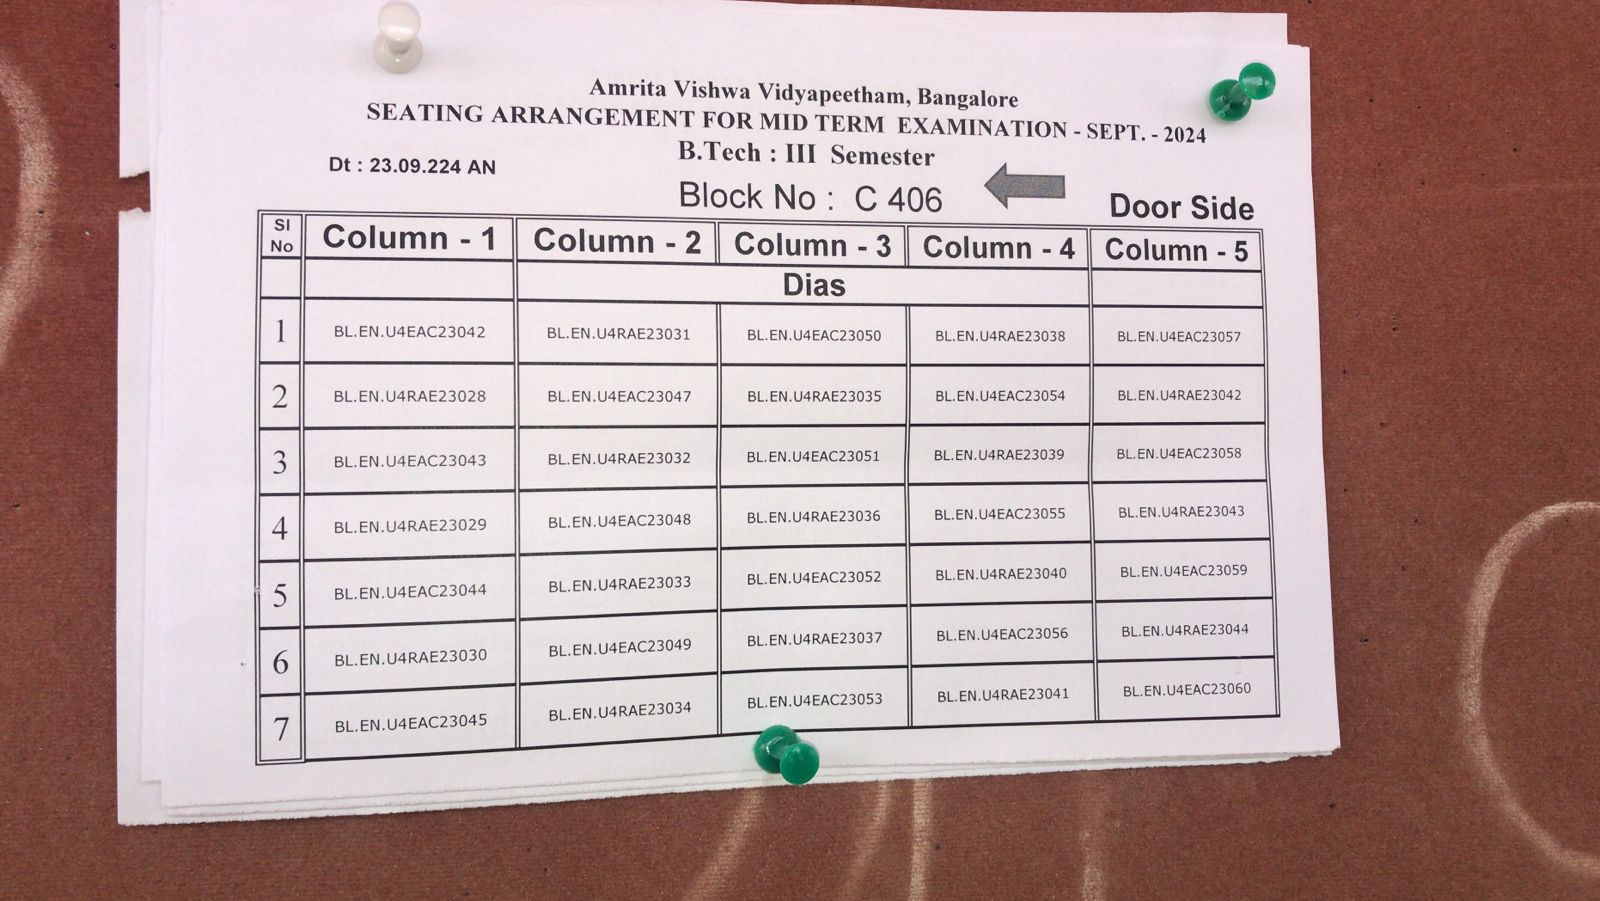 Amrita Vishwa Vidyapeetham, Bangalore
SEATING ARRANGEMENT FOR MID TERM EXAMINATION - SEPT. - 2024
B.Tech : III Semester
Dt : 23.09.224 AN
Block No : C 406
Door Side
Sl No Column - 1 Column - 2 Column - 3 Column - 4 Column - 5
Dias
1 BL.EN.U4EAC23042 BL.EN.U4RAE23031 BL.EN.U4EAC23050 BL.EN.U4RAE23038 BL.EN.U4EAC23057
2 BL.EN.U4RAE23028 BL.EN.U4EAC23047 BL.EN.U4RAE23035 BL.EN.U4EAC23054 BL.EN.U4RAE23042
3 BL.EN.U4EAC23043 BL.EN.U4RAE23032 BL.EN.U4EAC23051 BL.EN.U4RAE23039 BL.EN.U4EAC23058
4 BL.EN.U4RAE23029 BL.EN.U4EAC23048 BL.EN.U4RAE23036 BL.EN.U4EAC23055 BL.EN.U4RAE23043
5 BL.EN.U4EAC23044 BL.EN.U4RAE23033 BL.EN.U4EAC23052 BL.EN.U4RAE23040 BL.EN.U4EAC23059
6 BL.EN.U4RAE23030 BL.EN.U4EAC23049 BL.EN.U4RAE23037 BL.EN.U4EAC23056 BL.EN.U4RAE23044
7 BL.EN.U4EAC23045 BL.EN.U4RAE23034 BL.EN.U4EAC23053 BL.EN.U4RAE23041 BL.EN.U4EAC23060